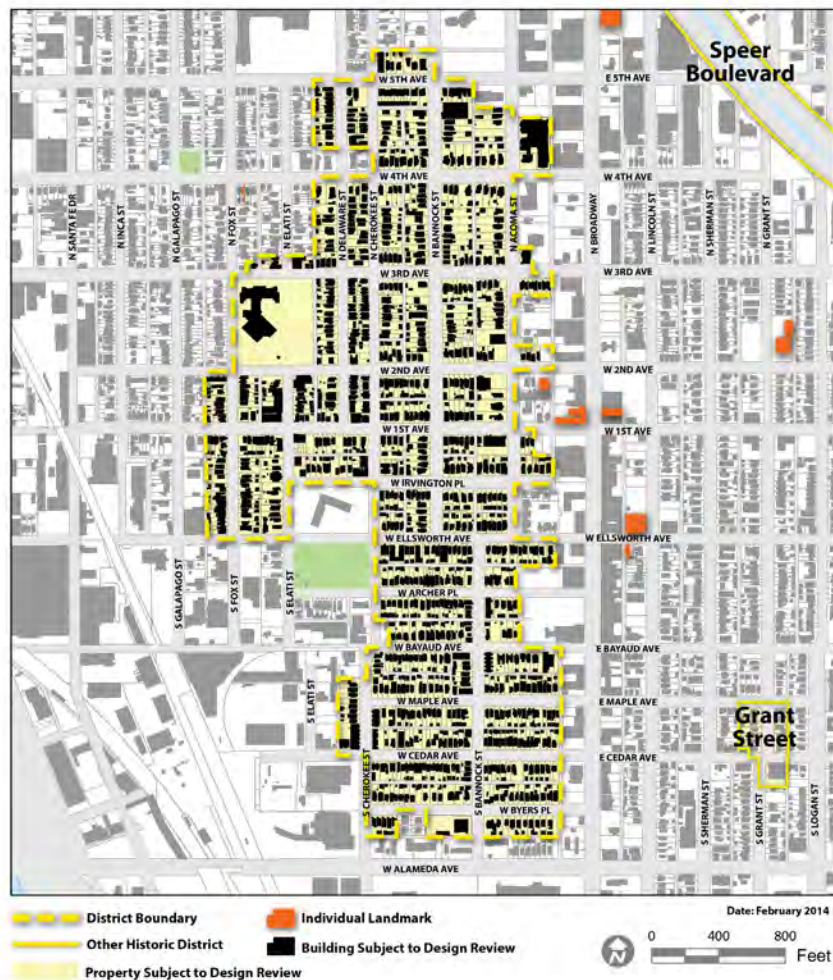 Speer
Boulevard
W 5TH AVE
E 5TH AVE
W 4TH AVE
W 4TH AVE
N SANTA FE DR
N INCA ST
N GALAPAGO ST
N FOX ST
N ELATI ST
N DELAWARE ST
N CHEROKEE ST
N BANNOCK ST
N ACOMA ST
N BROADWAY
N LINCOLN ST
N SHERMAN ST
N GRANT ST
W 3RD AVE
W 3RD AVE
W 2ND AVE
W 2ND AVE
W 1ST AVE
W 1ST AVE
W IRVINGTON PL
W ELLSWORTH AVE
W ELLSWORTH AVE
S GALAPAGO ST
S FOX ST
S ELATI ST
W ARCHER PL
W BAYAUD AVE
E BAYAUD AVE
S ELATI ST
W MAPLE AVE
E MAPLE AVE
Grant
Street
W CEDAR AVE
E CEDAR AVE
S CHEROKEE ST
S BANNOCK ST
S SHERMAN ST
S GRANT ST
S LOGAN ST
W BYERS PL
W ALAMEDA AVE
Date: February 2014
District Boundary
Individual Landmark
Other Historic District
Building Subject to Design Review
Property Subject to Design Review
N
0 400 800
Feet